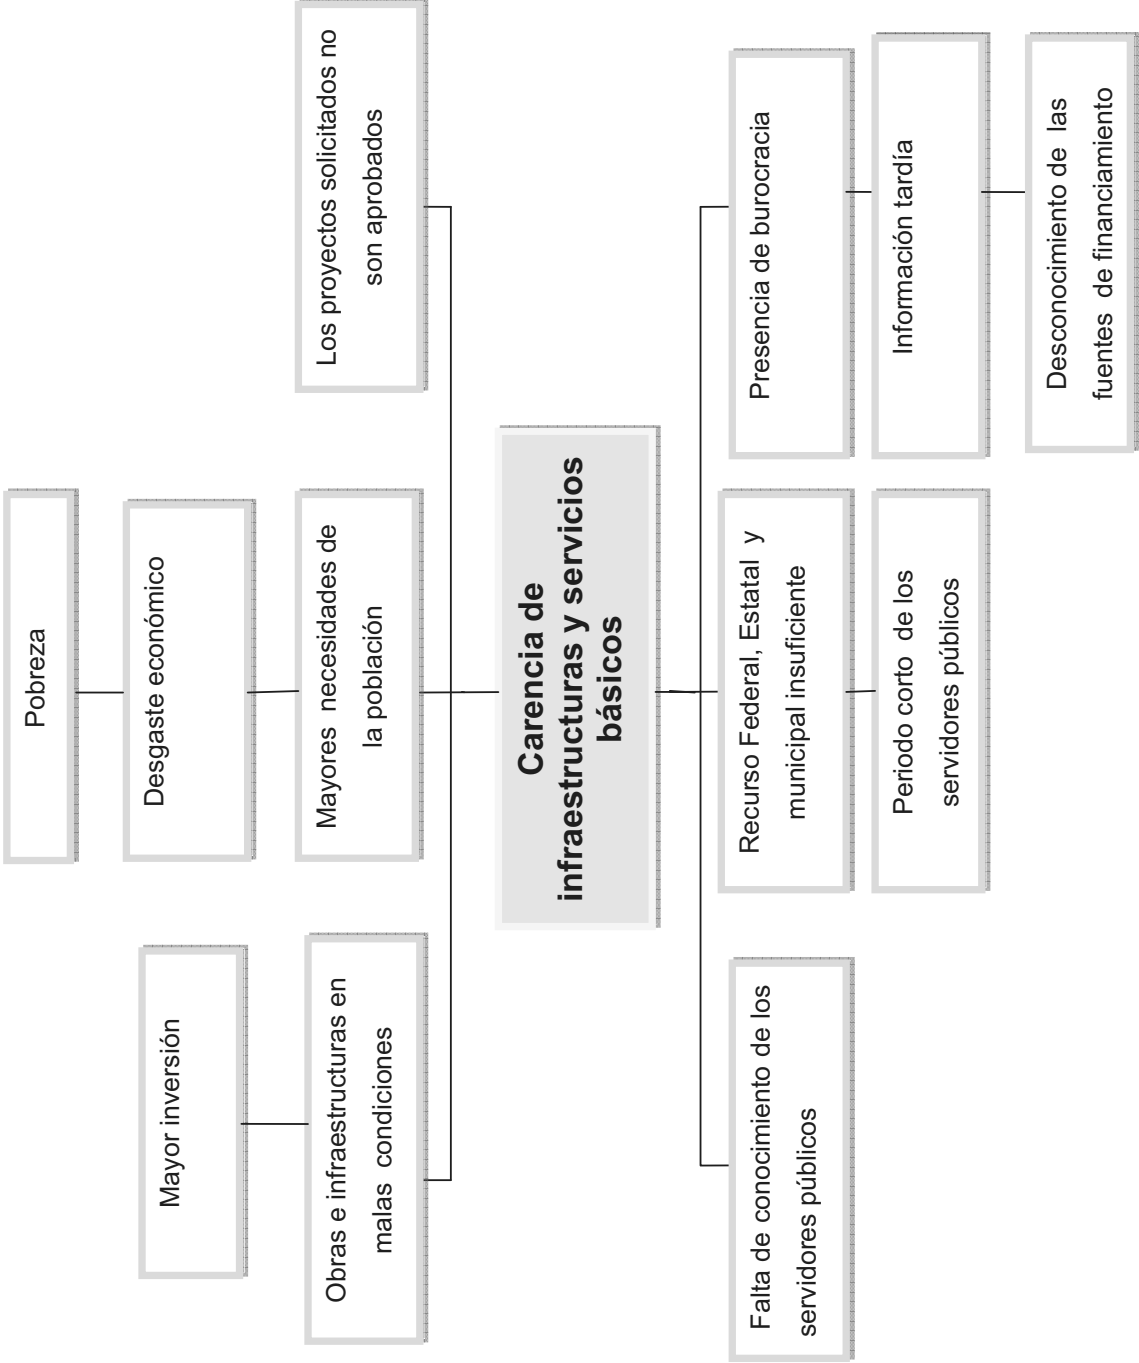 Pobreza
Mayor inversión
Desgaste económico
Obras e infraestructuras en
malas condiciones
Mayores necesidades de
la población
Los proyectos solicitados no
son aprobados
Carencia de
infraestructuras y servicios
básicos
Falta de conocimiento de los
servidores públicos
Recurso Federal, Estatal y
municipal insuficiente
Presencia de burocracia
Periodo corto de los
servidores públicos
Información tardía
Desconocimiento de las
fuentes de financiamiento